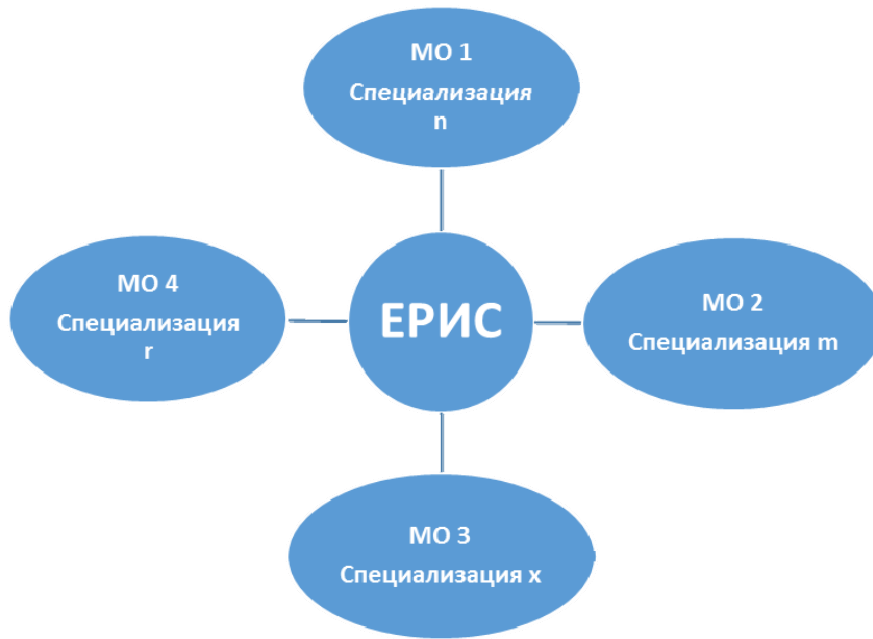 МО 1
Специализация
n
МО 4
Специализация
r
ЕРИС
МО 2
Специализация m
МО 3
Специализация x